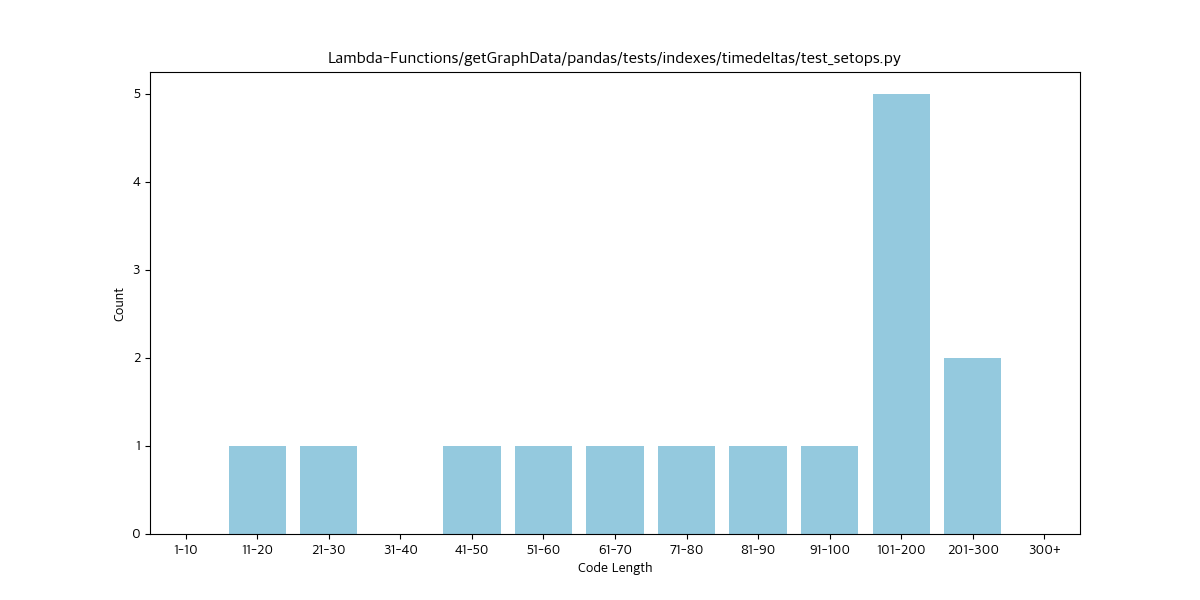 Lambda-Functions/getGraphData/pandas/tests/indexes/timedeltas/test_setops.py
5
4
3
2
1
0
Count
1-10 11-20 21-30 31-40 41-50 51-60 61-70 71-80 81-90 91-100 101-200 201-300 300+
Code Length